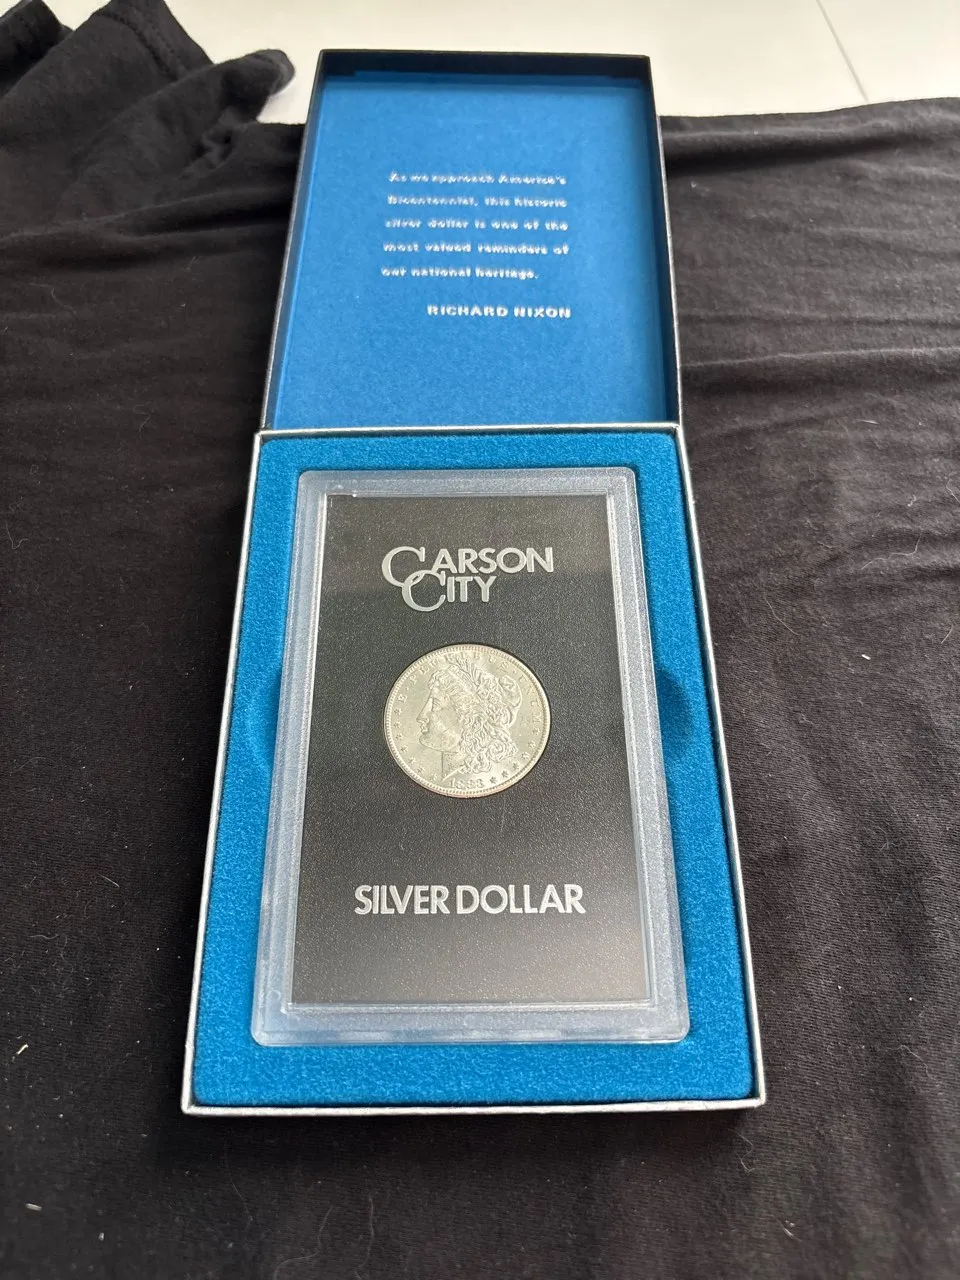 As we approach America's
Bicentennial, this historic
silver dollar is one of the
most valued reminders of
our national heritage.
RICHARD NIXON
CARSON
CITY
1883
SILVER DOLLAR